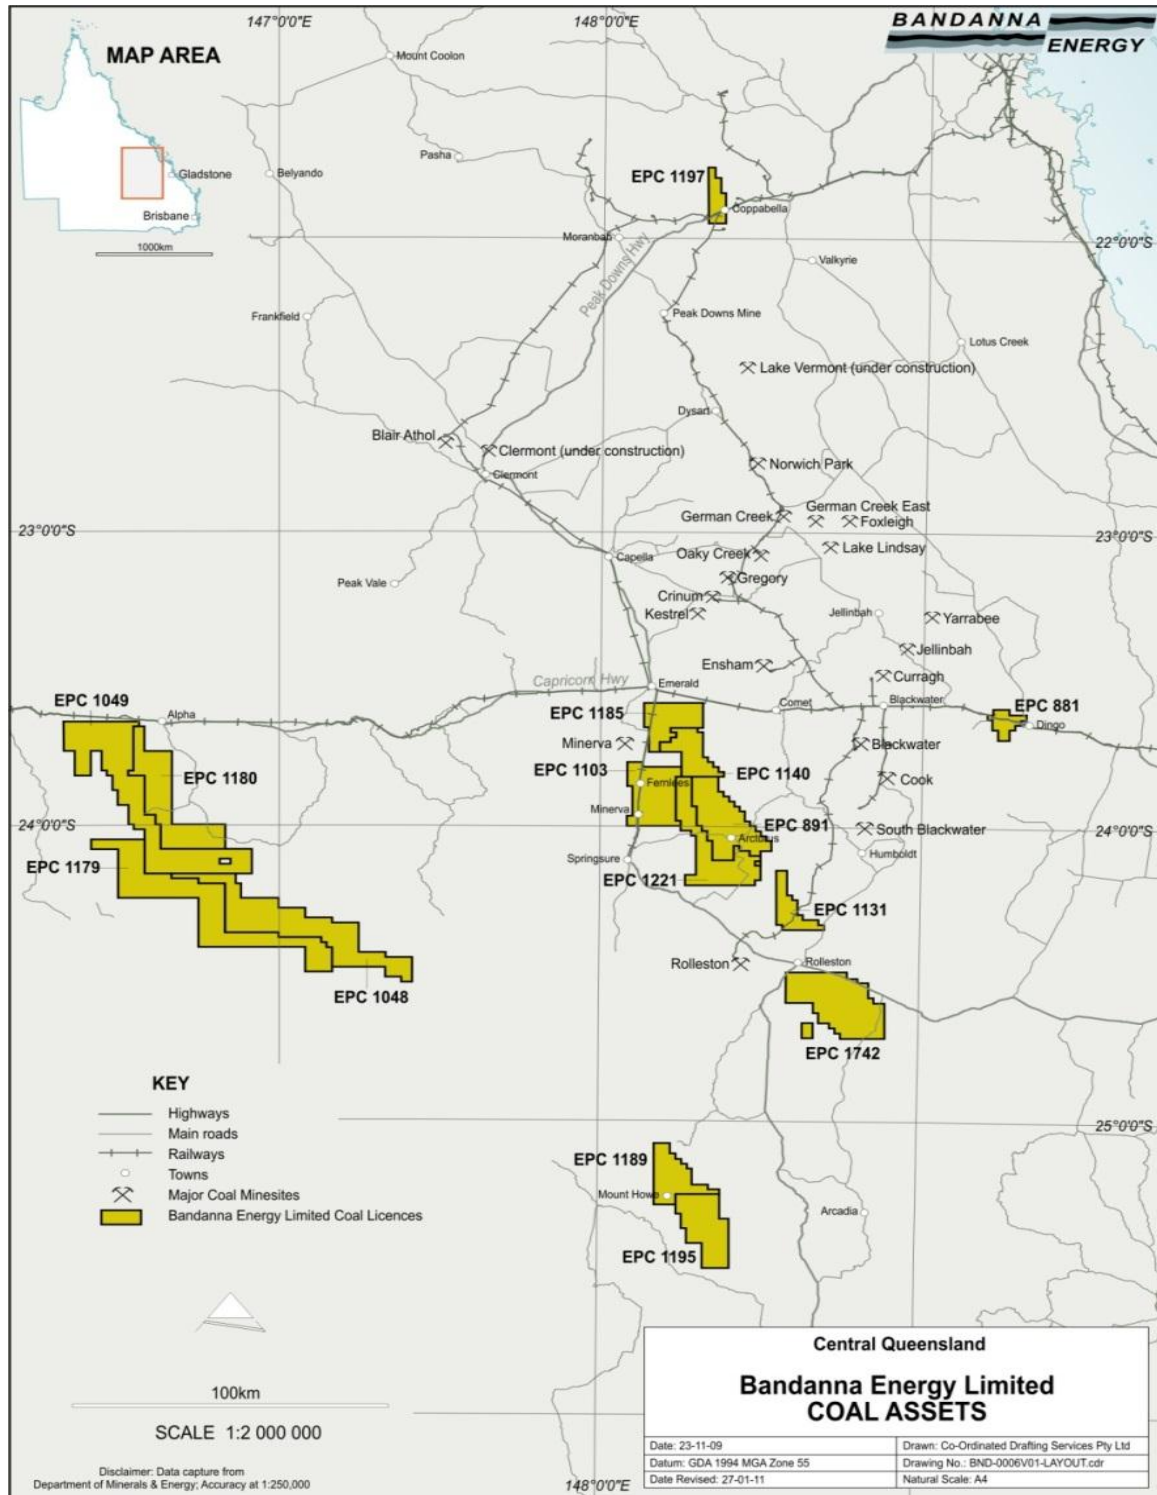 147°0'0"E
148°0'0"E
BANDANNA
ENERGY
MAP AREA
Gladstone
Brisbane
1000km
Mount Coolon
Pasha
Belyando
EPC 1197
Coppabella
Moranbah
Peak Downs Hwy
22°0'0"S
Valkyrie
Frankfield
Peak Downs Mine
Lotus Creek
Lake Vermont (under construction)
Dysart
Blair Athol
Clermont (under construction)
Clermont
Norwich Park
German Creek East
German Creek
Foxleigh
23°0'0"S
23°0'0"S
Lake Lindsay
Capella
Oaky Creek
Peak Vale
Gregory
Crinum
Kestrel
Jellinbah
Yarrabee
Jellinbah
Ensham
Curragh
Capricorn Hwy
Emerald
EPC 1049
Blackwater
EPC 881
Alpha
EPC 1185
Comet
Dingo
Minerva
Blackwater
EPC 1180
EPC 1103
EPC 1140
Cook
Fernlees
Minerva
24°0'0"S
EPC 891
South Blackwater
24°0'0"S
Arcturus
Humboldt
EPC 1179
Springsure
EPC 1221
EPC 1131
Rolleston
Rolleston
EPC 1048
EPC 1742
KEY
Highways
Main roads
Railways
Towns
Major Coal Minesites
Bandanna Energy Limited Coal Licences
25°0'0"S
EPC 1189
Mount Howe
Arcadia
EPC 1195
100km
SCALE 1:2 000 000
Disclaimer: Data capture from
Department of Minerals & Energy; Accuracy at 1:250,000
148°0'0"E
Central Queensland
Bandanna Energy Limited
COAL ASSETS
Date: 23-11-09
Drawn: Co-Ordinated Drafting Services Pty Ltd
Datum: GDA 1994 MGA Zone 55
Drawing No.: BND-0006V01-LAYOUT.cdr
Date Revised: 27-01-11
Natural Scale: A4